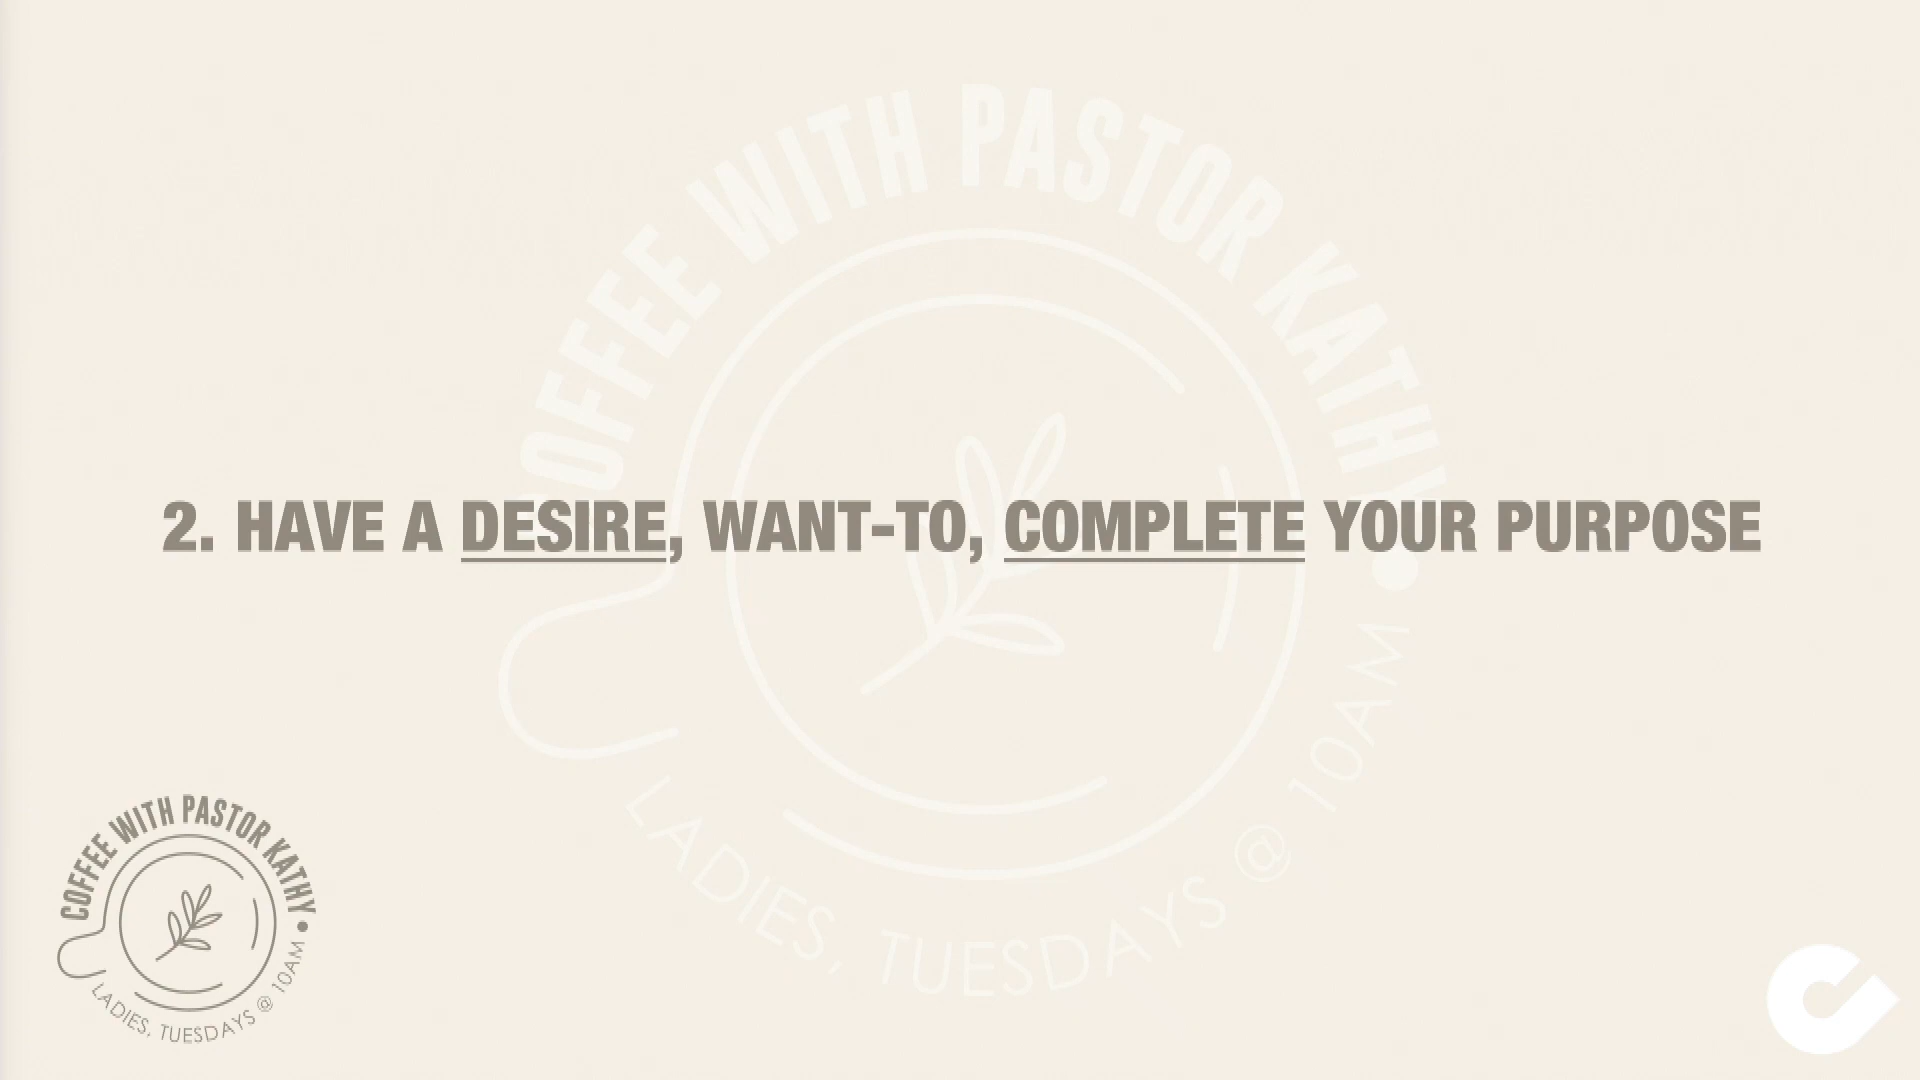 COFFEE WITH PASTOR KATHY •
2. HAVE A DESIRE, WANT-TO, COMPLETE YOUR PURPOSE
LADIES, TUESDAYS @ 10AM
COFFEE WITH PASTOR KATHY •
LADIES, TUESDAYS @ 10AM